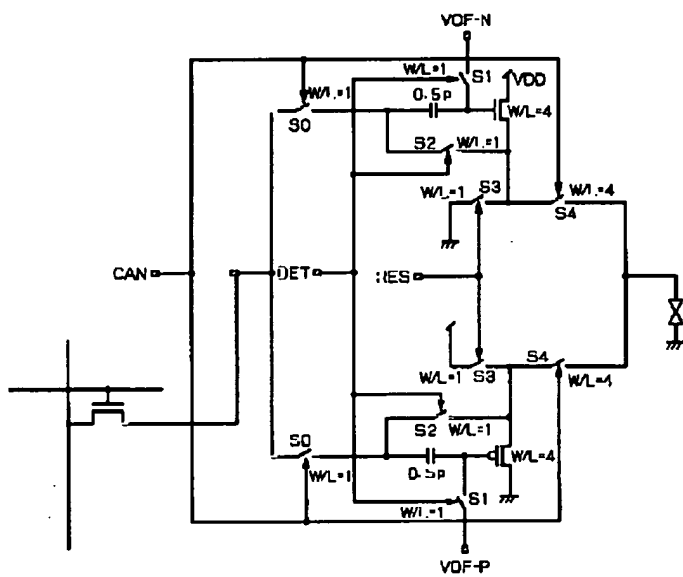 VOF-N
W/L=1
S1
VDD
W/L=1
0.5p
S0
W/L=4
S2
W/L=1
W/L=1
S3
W/L=4
S4
CAN
DET
RES
S4
W/L=1
S3
W/L=4
S2
W/L=1
S0
W/L=1
0.5p
W/L=4
W/L=1
S1
VOF-P